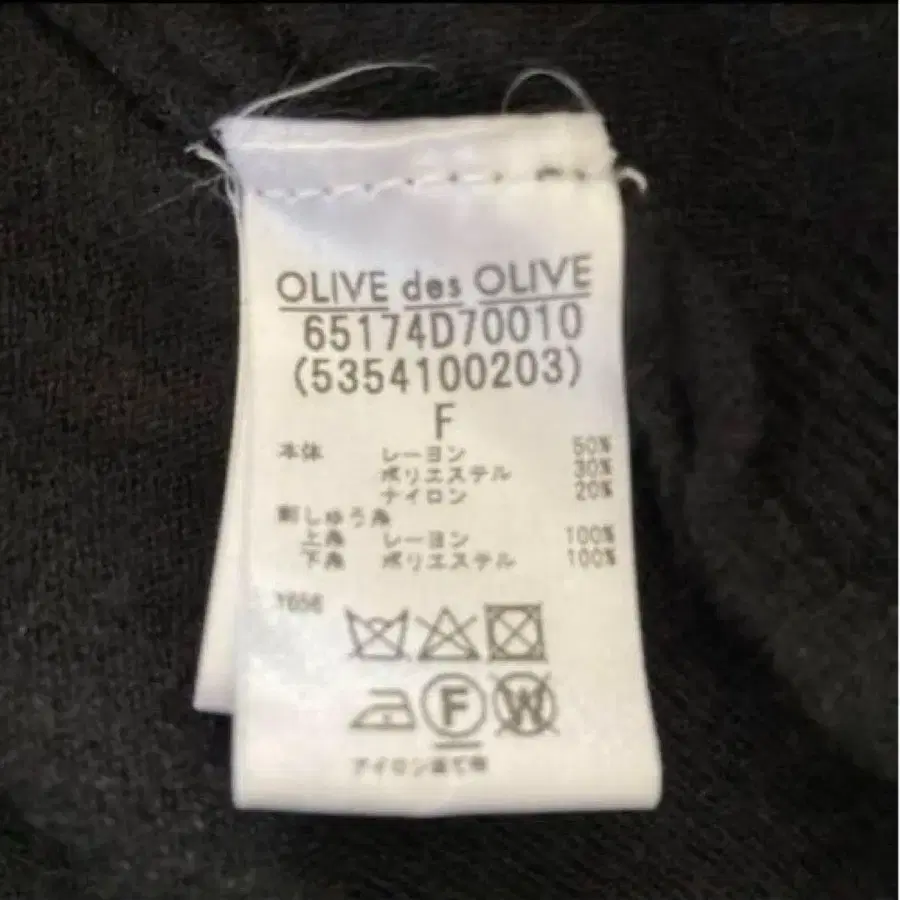 OLIVE des OLIVE
65174D70010
(5354100203)
F
本体 レーヨン 50%
ポリエステル 30%
ナイロン 20%
刺しゅう糸
上糸 レーヨン 100%
下糸 ポリエステル 100%
F W
アイロン当て布